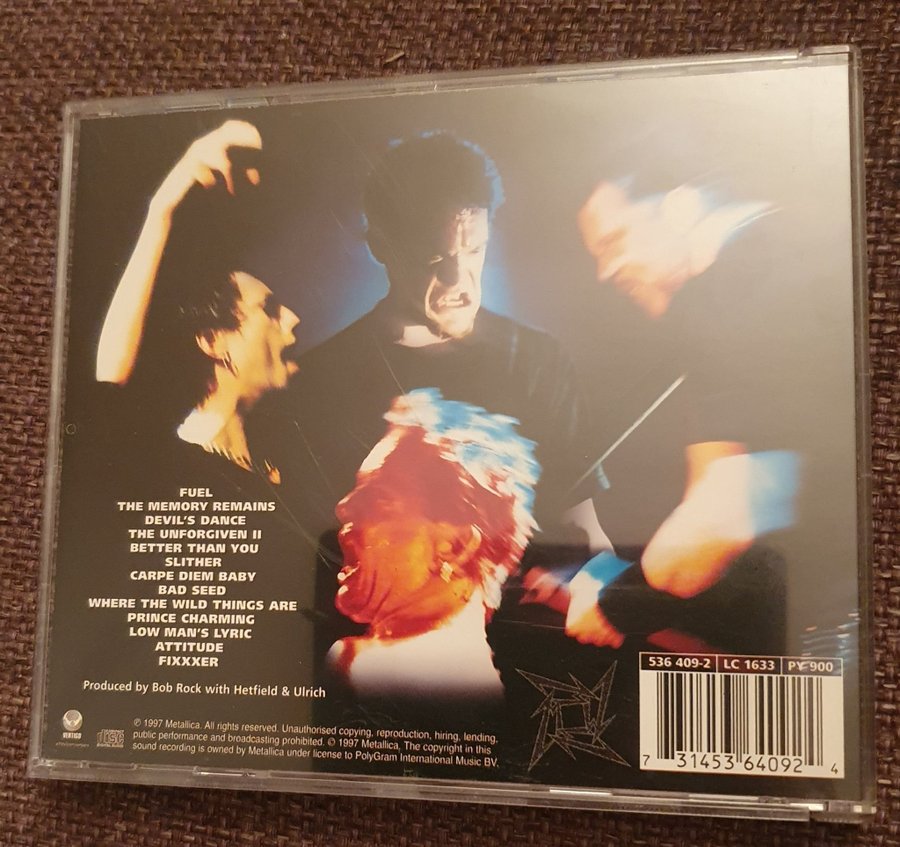 FUEL
THE MEMORY REMAINS
DEVIL'S DANCE
THE UNFORGIVEN II
BETTER THAN YOU
SLITHER
CARPE DIEM BABY
BAD SEED
WHERE THE WILD THINGS ARE
PRINCE CHARMING
LOW MAN'S LYRIC
ATTITUDE
FIXXXER
Produced by Bob Rock with Hetfield & Ulrich
VERTIGO
℗ 1997 Metallica. All rights reserved. Unauthorised copying, reproduction, hiring, lending,
public performance and broadcasting prohibited. © 1997 Metallica, The copyright in this
sound recording is owned by Metallica under license to PolyGram International Music BV.
536 409-2 LC 1633 PY 900
7 31453 64092 4